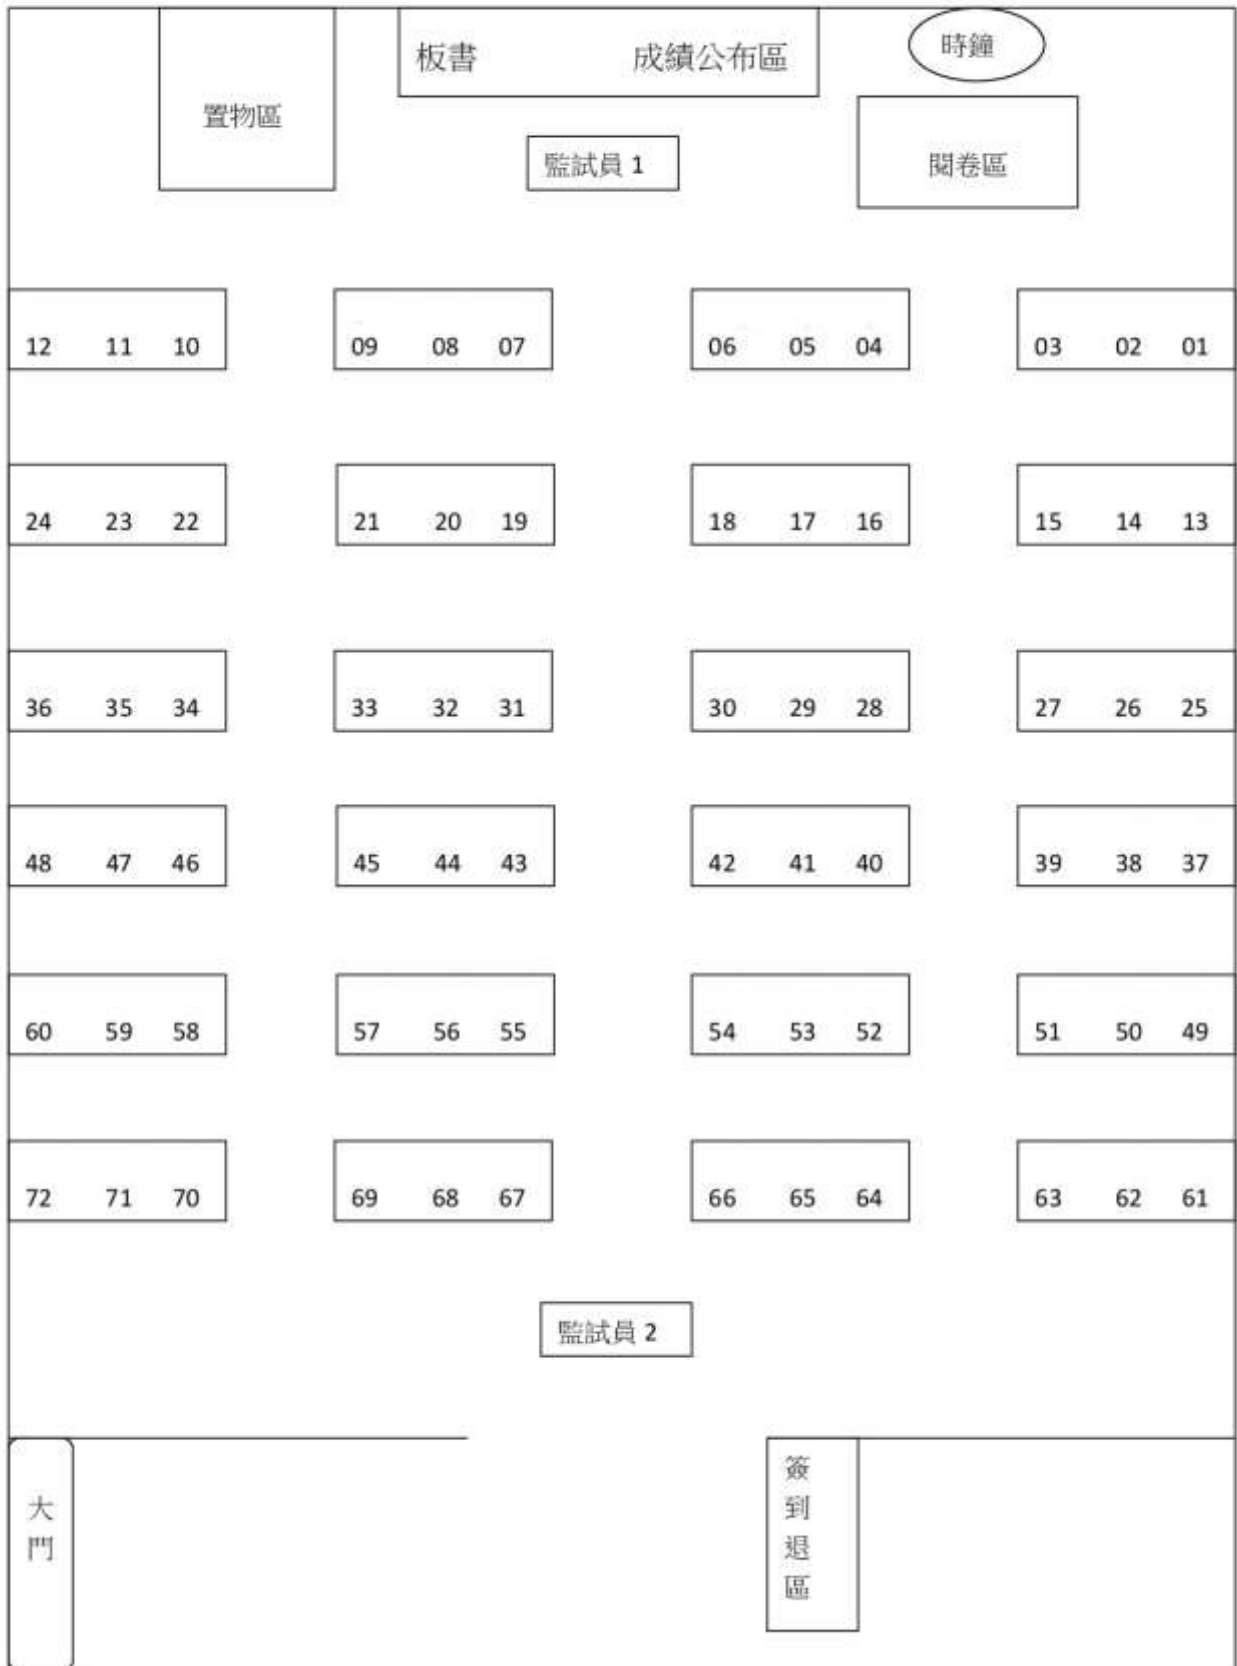 板書 成績公布區
時鐘
置物區
監試員 1
閱卷區
12 11 10 09 08 07 06 05 04 03 02 01
24 23 22 21 20 19 18 17 16 15 14 13
36 35 34 33 32 31 30 29 28 27 26 25
48 47 46 45 44 43 42 41 40 39 38 37
60 59 58 57 56 55 54 53 52 51 50 49
72 71 70 69 68 67 66 65 64 63 62 61
監試員 2
大門
簽到退區